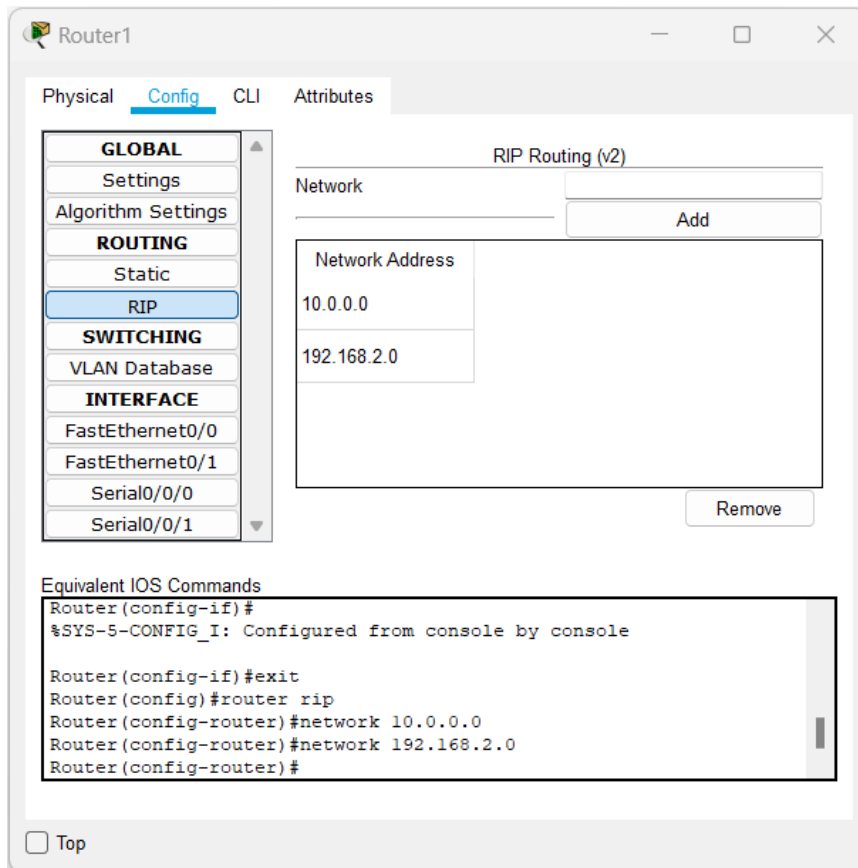 Router1
Physical Config CLI Attributes
GLOBAL
Settings
Algorithm Settings
ROUTING
Static
RIP
SWITCHING
VLAN Database
INTERFACE
FastEthernet0/0
FastEthernet0/1
Serial0/0/0
Serial0/0/1
RIP Routing (v2)
Network
Add
Network Address
10.0.0.0
192.168.2.0
Remove
Equivalent IOS Commands
Router(config-if)#
%SYS-5-CONFIG_I: Configured from console by console
Router(config-if)#exit
Router(config)#router rip
Router(config-router)#network 10.0.0.0
Router(config-router)#network 192.168.2.0
Router(config-router)#
Top